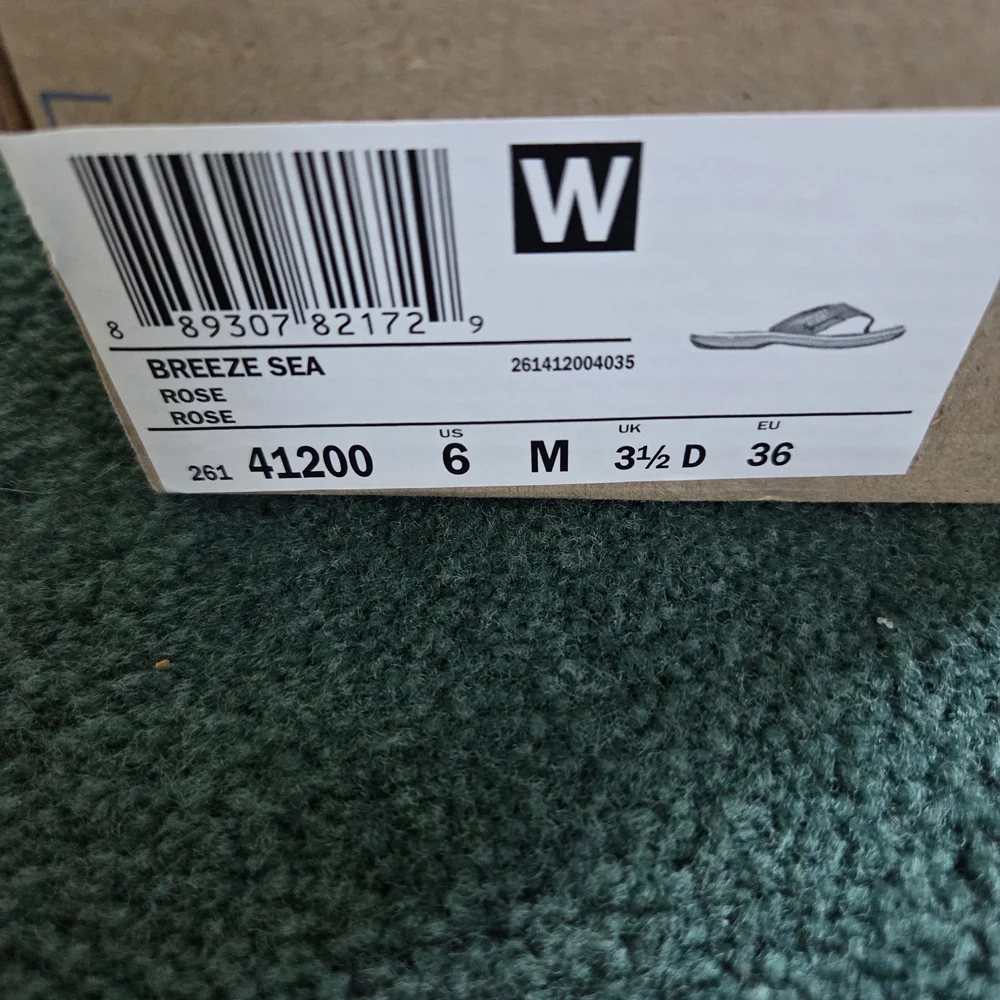 W
8 89307 82172 9
BREEZE SEA 261412004035
ROSE
ROSE
US UK EU
261 41200 6 M 3½ D 36